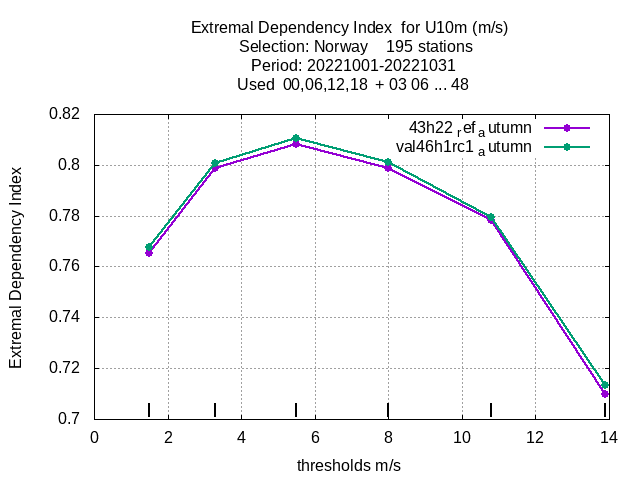 Extremal Dependency Index  for U10m (m/s)
Selection: Norway    195 stations
Period: 20221001-20221031
Used  00,06,12,18  + 03 06 ... 48
43h22 ref a utumn
val46h1rc1 a utumn
Extremal Dependency Index
0.82
0.8
0.78
0.76
0.74
0.72
0.7
0 2 4 6 8 10 12 14
thresholds m/s